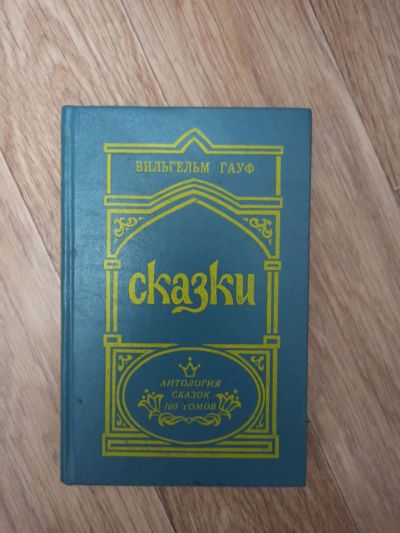 ВИЛЬГЕЛЬМ ГАУФ
сказки
АНТОЛОГИЯ
СКАЗОК
100 ТОМОВ